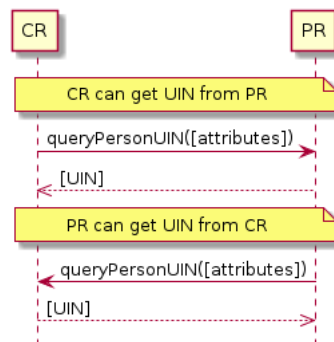 CR PR
CR can get UIN from PR
queryPersonUIN([attributes])
[UIN]
PR can get UIN from CR
queryPersonUIN([attributes])
[UIN]